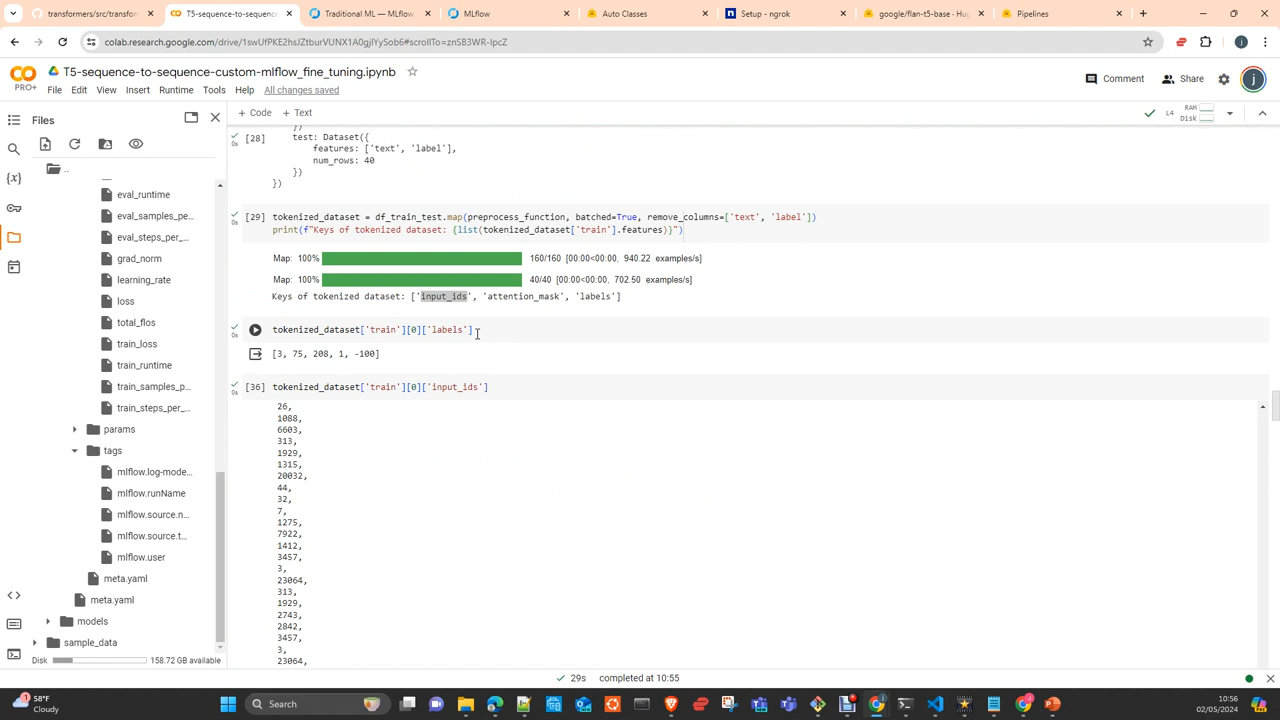 transformers/src/transform
T5-sequence-to-sequence-
Traditional ML — MLflow
MLflow
Auto Classes
Setup - ngrok
google/flan-t5-base - Hug
Pipelines
colab.research.google.com/drive/1swUfPKE2hsJZtburVUNX1A0gjlYySob6#scrollTo=znSB3WR-IpcZ
T5-sequence-to-sequence-custom-mlflow_fine_tuning.ipynb
PRO+
File Edit View Insert Runtime Tools Help All changes saved
Comment
Share
Files
+ Code + Text
L4
RAM
Disk
..
eval_runtime
eval_samples_pe...
eval_steps_per_...
grad_norm
learning_rate
loss
total_flos
train_loss
train_runtime
train_samples_p...
train_steps_per_...
params
tags
mlflow.log-mode...
mlflow.runName
mlflow.source.n...
mlflow.source.t...
mlflow.user
meta.yaml
meta.yaml
models
sample_data
Disk
158.72 GB available
})
[28]
test: Dataset({
features: ['text', 'label'],
num_rows: 40
})
})
[29] tokenized_dataset = df_train_test.map(preprocess_function, batched=True, remove_columns=['text', 'label'])
print(f"Keys of tokenized dataset: {list(tokenized_dataset['train'].features)}")
Map: 100% 160/160 [00:00<00:00, 940.22 examples/s]
Map: 100% 40/40 [00:00<00:00, 702.50 examples/s]
Keys of tokenized dataset: ['input_ids', 'attention_mask', 'labels']
tokenized_dataset['train'][0]['labels']
[3, 75, 208, 1, -100]
[36] tokenized_dataset['train'][0]['input_ids']
26,
1088,
6603,
313,
1929,
1315,
20032,
44,
32,
7,
1275,
7922,
1412,
3457,
3,
23064,
313,
1929,
2743,
2842,
3457,
3,
23064,
29s completed at 10:55
58°F
Cloudy
Search
10:56
02/05/2024